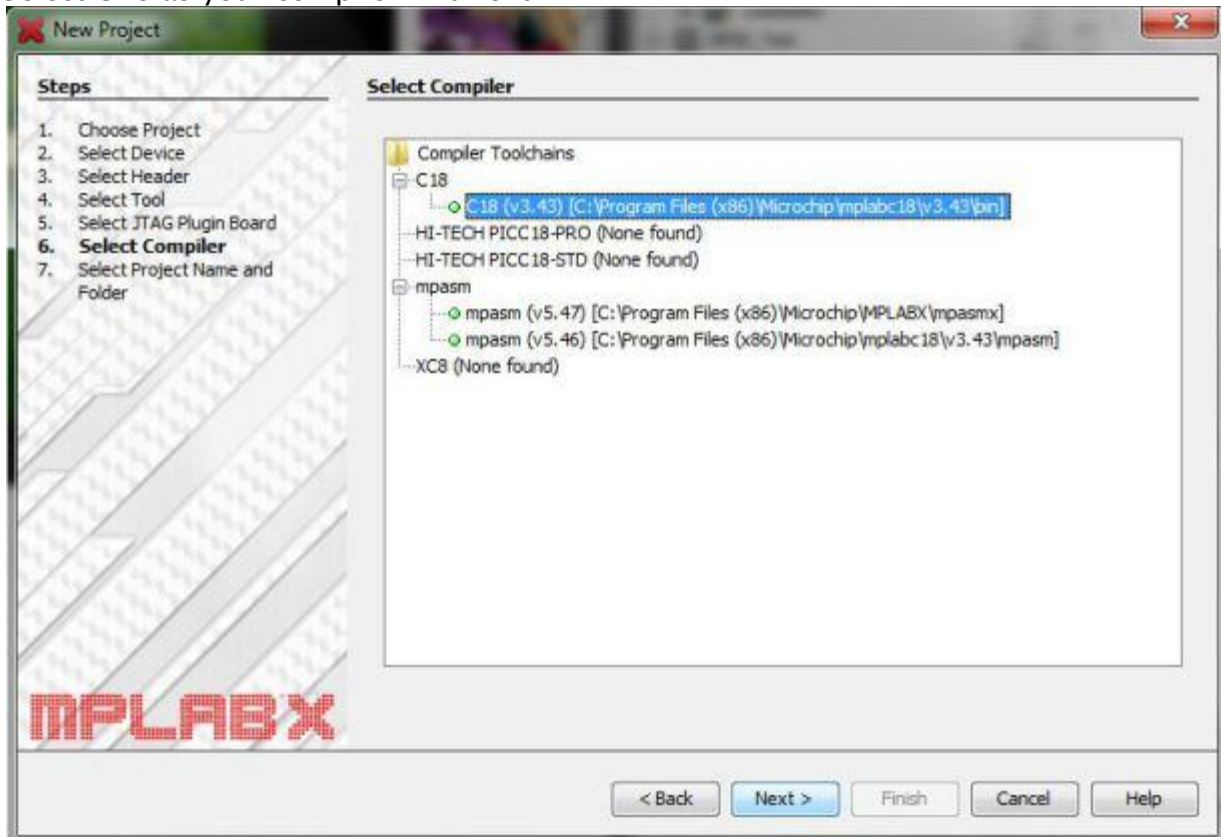 New Project
Steps
1. Choose Project
2. Select Device
3. Select Header
4. Select Tool
5. Select JTAG Plugin Board
6. Select Compiler
7. Select Project Name and
Folder
Select Compiler
Compiler Toolchains
C18
C18 (v3.43) [C:\Program Files (x86)\Microchip\mplabc18\v3.43\bin]
HI-TECH PICC18-PRO (None found)
HI-TECH PICC18-STD (None found)
mpasm
mpasm (v5.47) [C:\Program Files (x86)\Microchip\MPLABX\mpasmx]
mpasm (v5.46) [C:\Program Files (x86)\Microchip\mplabc18\v3.43\mpasm]
XC8 (None found)
MPLAB X
< Back
Next >
Finish
Cancel
Help